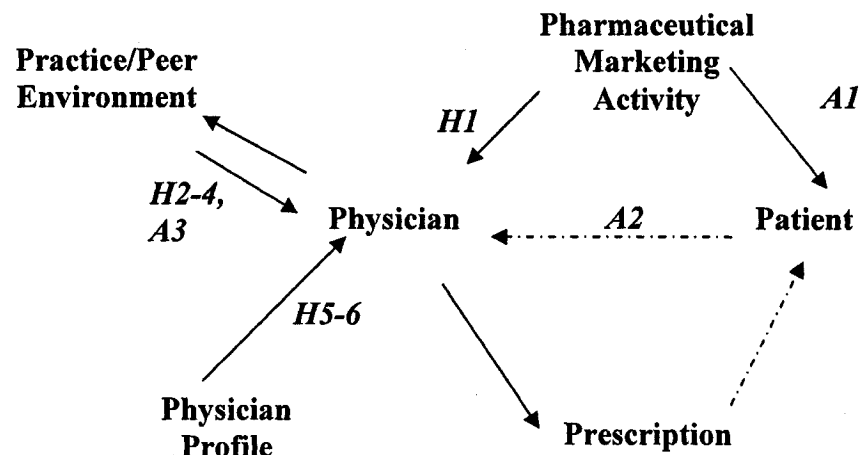 Pharmaceutical
Marketing
Activity
Practice/Peer
Environment
H1
A1
H2-4,
A3
Physician
A2
Patient
H5-6
Physician
Profile
Prescription